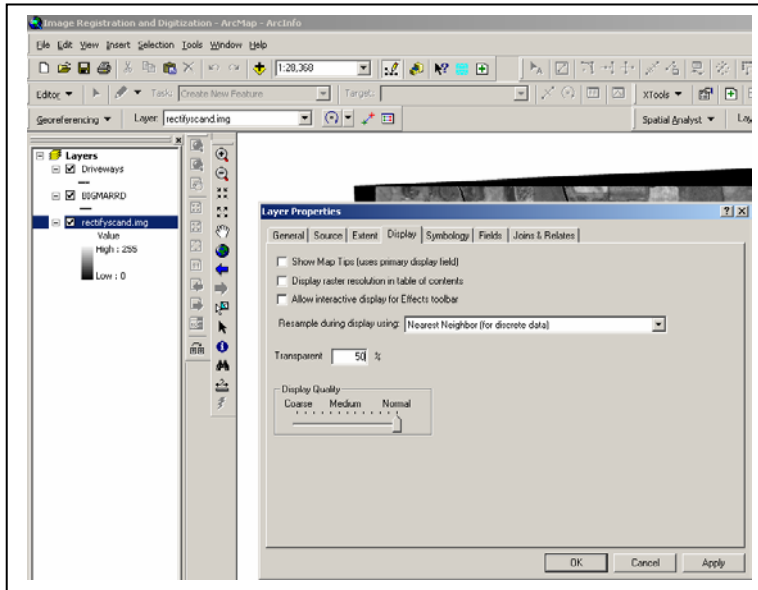 Image Registration and Digitization - ArcMap - ArcInfo
File Edit View Insert Selection Tools Window Help
1:28,368
Editor Task: Create New Feature Target: XTools
Georeferencing Layer: rectifyscand.img Spatial Analyst Lay
Layers
Driveways
BIGMARRD
rectifyscand.img
Value
High : 255
Low : 0
Layer Properties
General Source Extent Display Symbology Fields Joins & Relates
Show Map Tips (uses primary display field)
Display raster resolution in table of contents
Allow interactive display for Effects toolbar
Resample during display using: Nearest Neighbor (for discrete data)
Transparent 50 %
Display Quality
Coarse Medium Normal
OK Cancel Apply